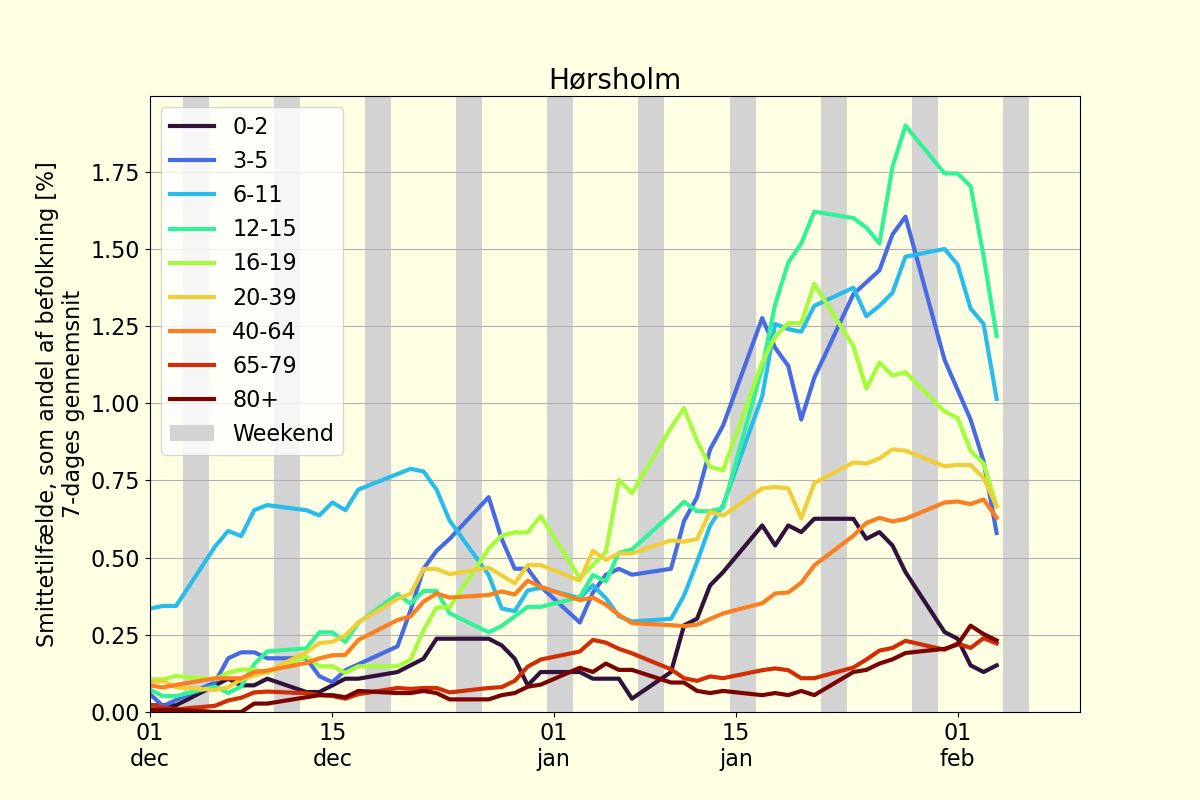 Hørsholm
Smittetilfælde, som andel af befolkning [%]
7-dages gennemsnit
1.75
1.50
1.25
1.00
0.75
0.50
0.25
0.00
0-2
3-5
6-11
12-15
16-19
20-39
40-64
65-79
80+
Weekend
01
dec
15
dec
01
jan
15
jan
01
feb